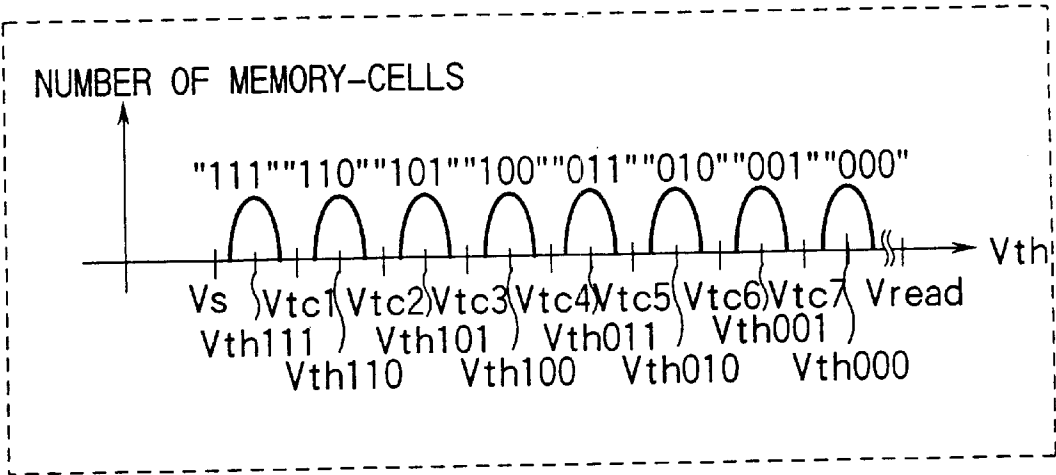 NUMBER OF MEMORY-CELLS
"111" "110" "101" "100" "011" "010" "001" "000"
Vth
Vs Vtc1 Vtc2 Vtc3 Vtc4 Vtc5 Vtc6 Vtc7 Vread
Vth111 Vth101 Vth011 Vth001
Vth110 Vth100 Vth010 Vth000